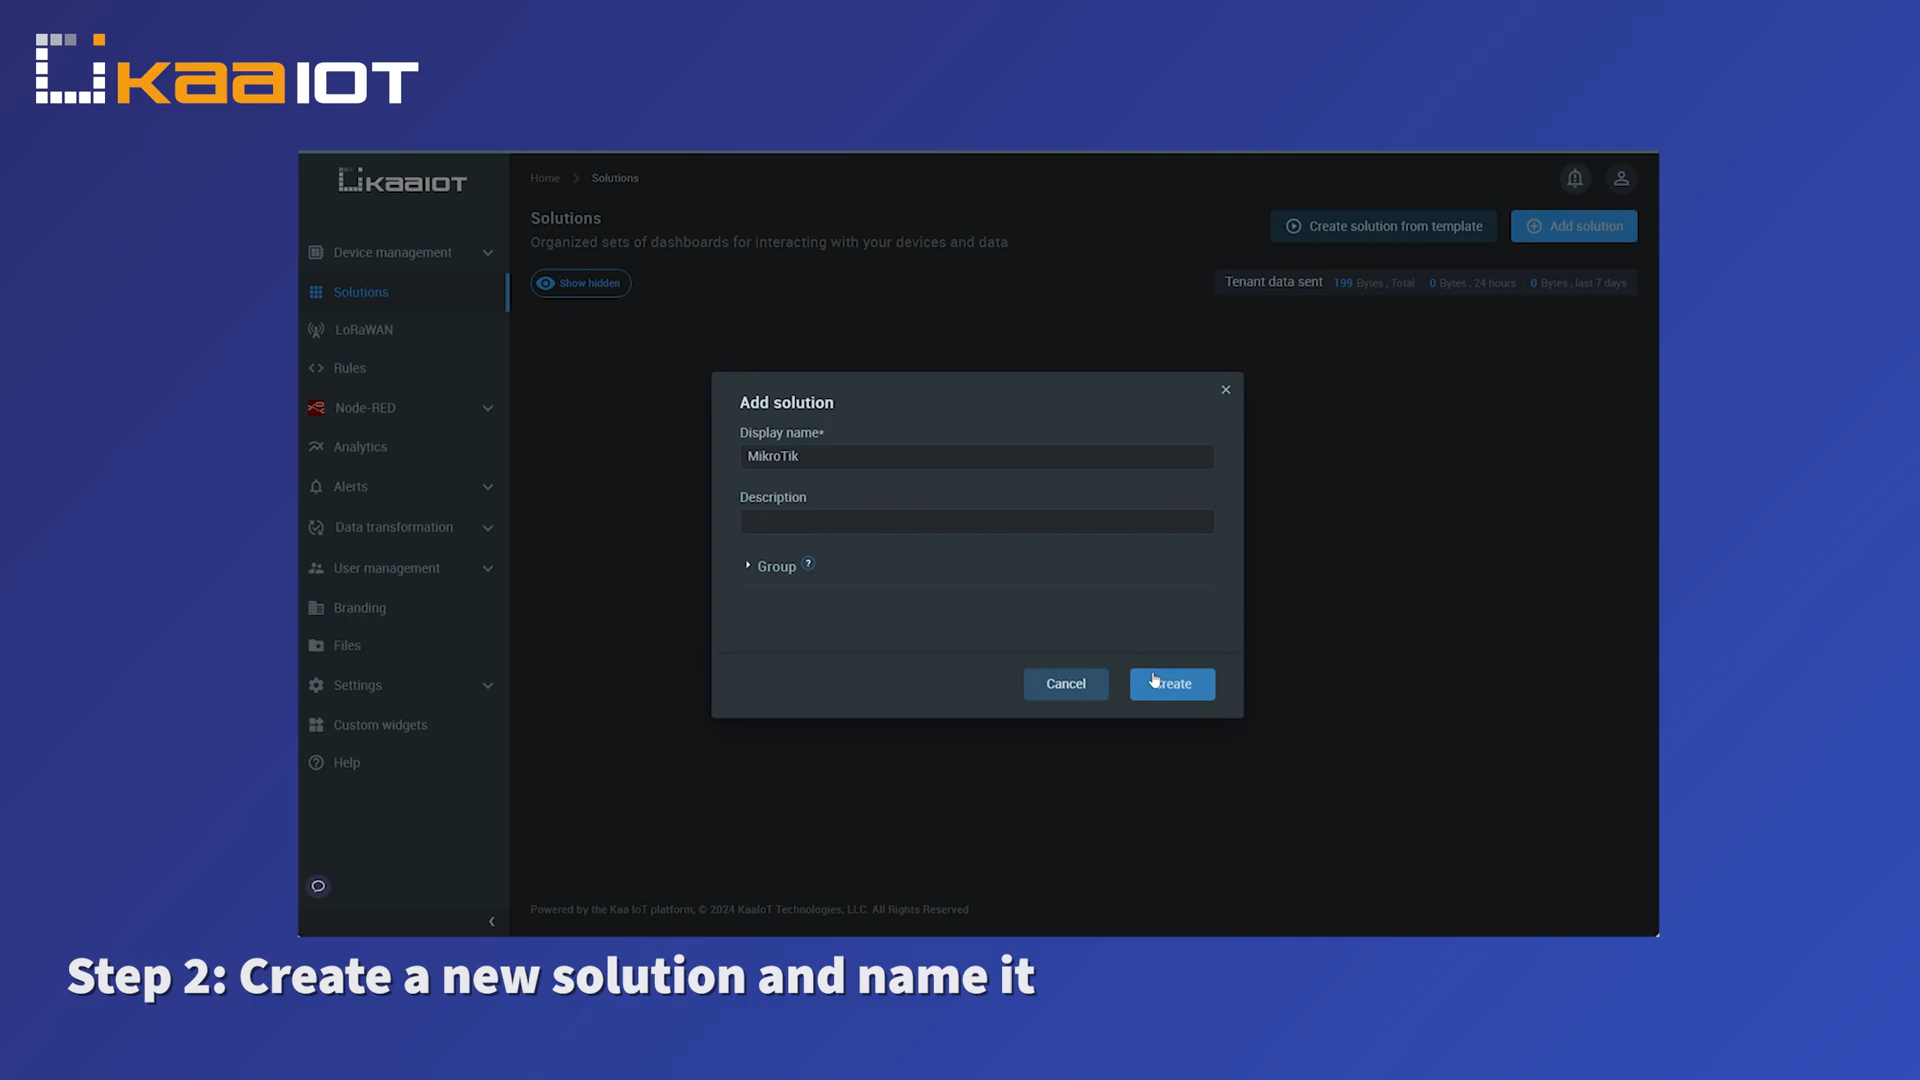 kaaIOT
kaaIOT
Home > Solutions
Solutions
Organized sets of dashboards for interacting with your devices and data
Create solution from template
Add solution
Show hidden
Tenant data sent 199 Bytes , Total 0 Bytes , 24 hours 0 Bytes , last 7 days
Device management
Solutions
LoRaWAN
Rules
Node-RED
Analytics
Alerts
Data transformation
User management
Branding
Files
Settings
Custom widgets
Help
Add solution
Display name*
MikroTik
Description
Group ?
Cancel
Create
Powered by the Kaa IoT platform, © 2024 KaaIoT Technologies, LLC. All Rights Reserved
Step 2: Create a new solution and name it